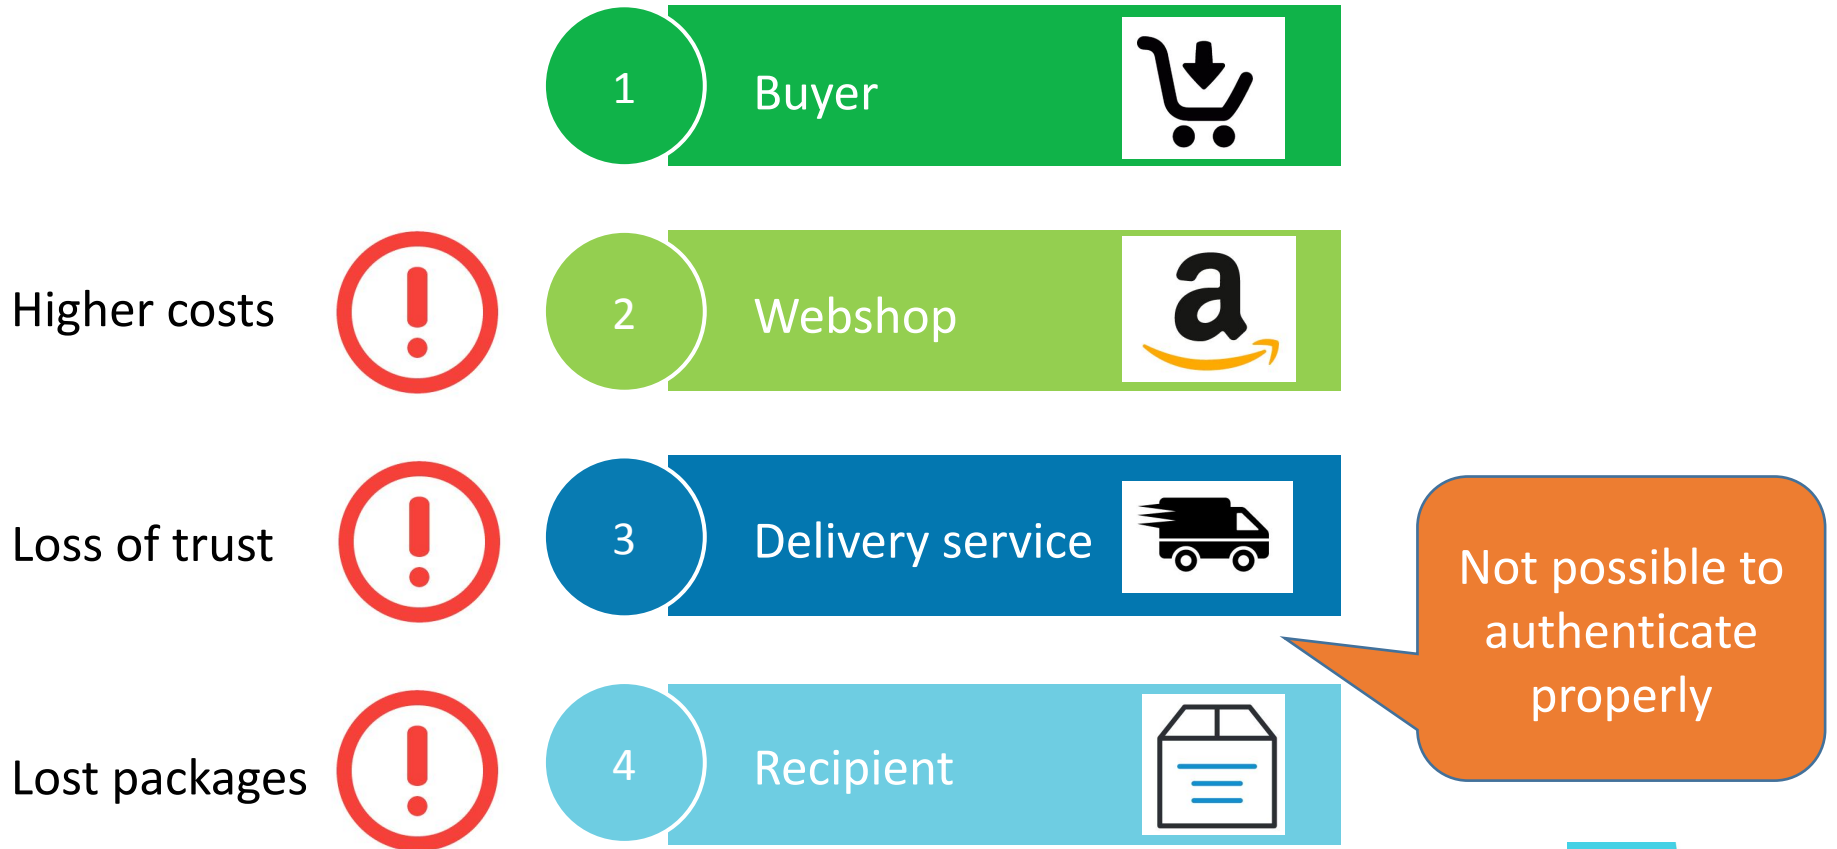 1
Buyer
Higher costs
2
Webshop
a
Loss of trust
3
Delivery service
Not possible to
authenticate
properly
Lost packages
4
Recipient